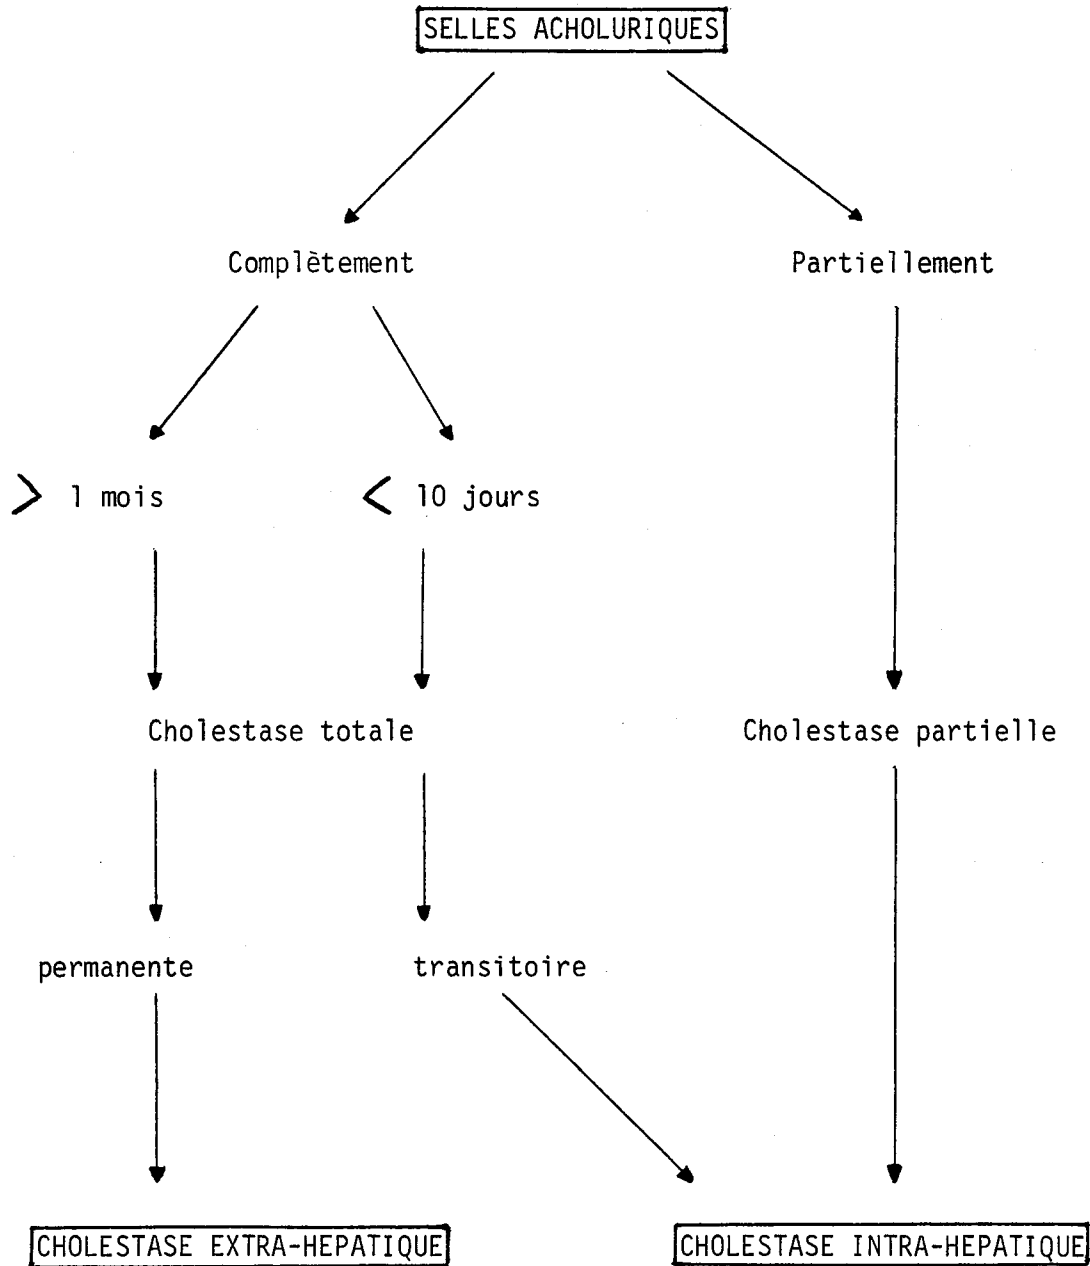 SELLES ACHOLURIQUES
Complètement Partiellement
> 1 mois < 10 jours
Cholestase totale Cholestase partielle
permanente transitoire
CHOLESTASE EXTRA-HEPATIQUE CHOLESTASE INTRA-HEPATIQUE